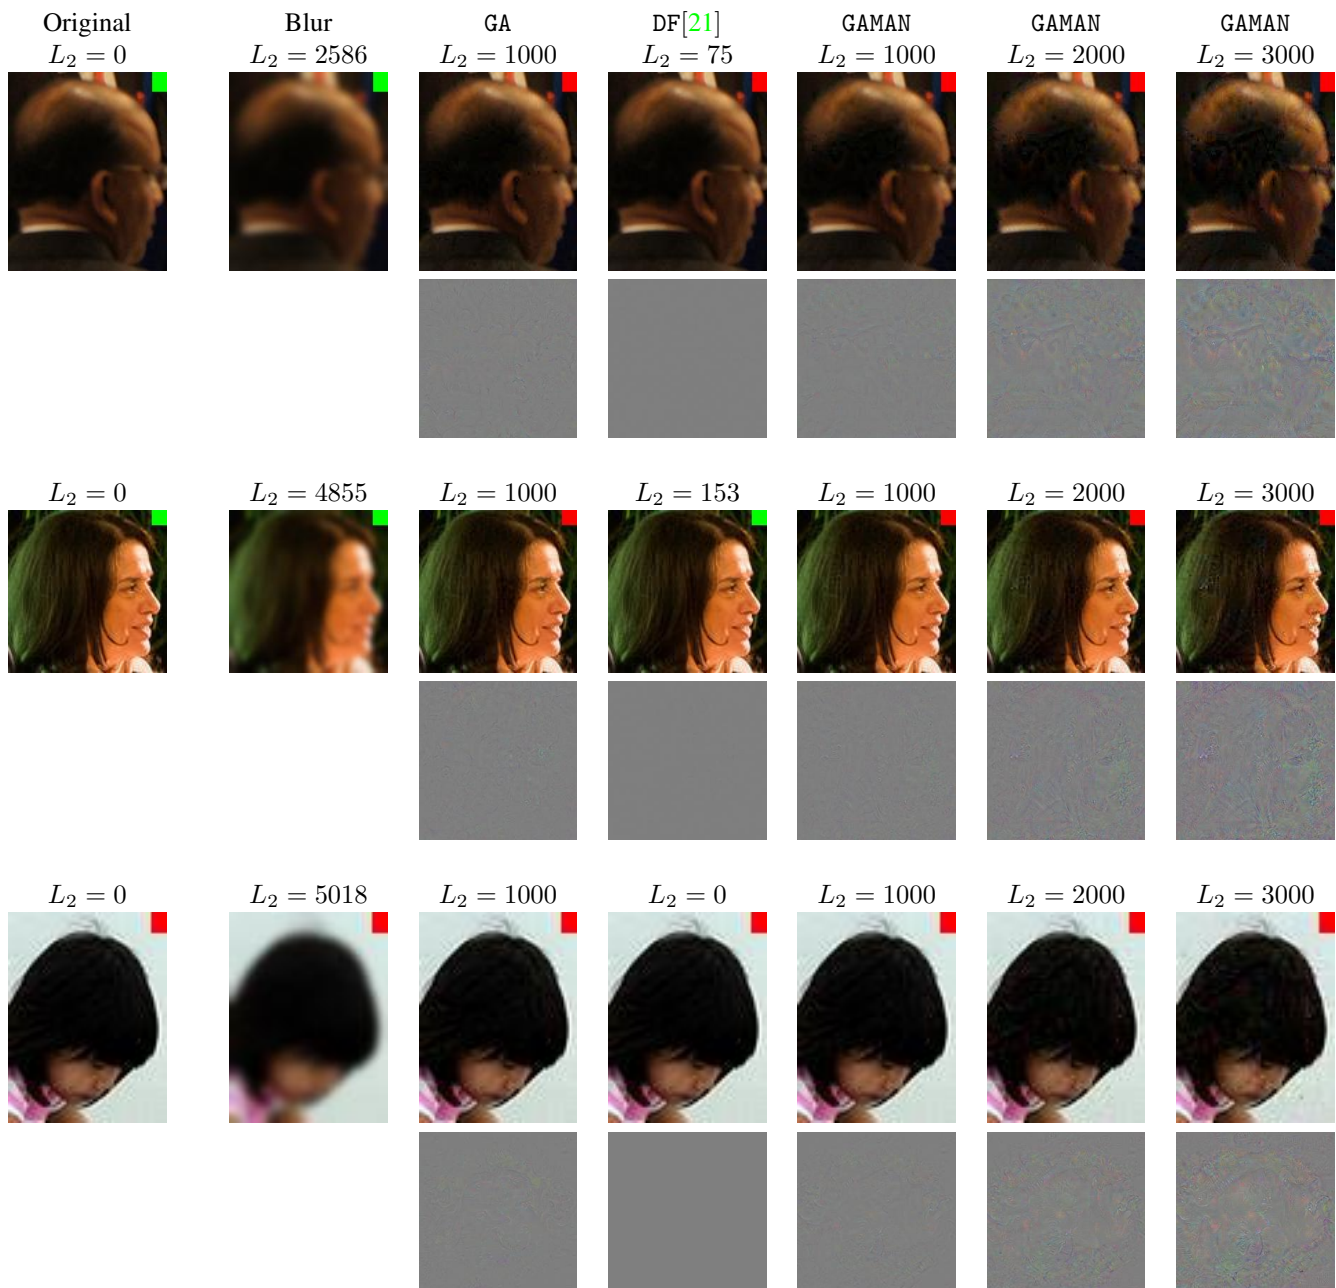 Original Blur GA DF[21] GAMAN GAMAN GAMAN
L₂ = 0 L₂ = 2586 L₂ = 1000 L₂ = 75 L₂ = 1000 L₂ = 2000 L₂ = 3000
L₂ = 0 L₂ = 4855 L₂ = 1000 L₂ = 153 L₂ = 1000 L₂ = 2000 L₂ = 3000
L₂ = 0 L₂ = 5018 L₂ = 1000 L₂ = 0 L₂ = 1000 L₂ = 2000 L₂ = 3000